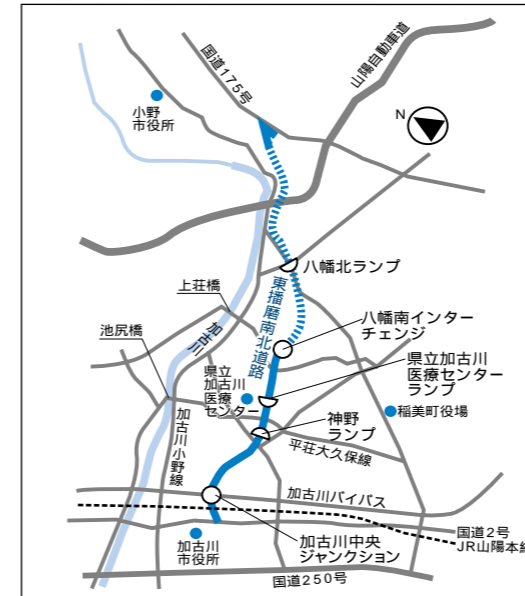 国道175号
山陽自動車道
小野
市役所
N
八幡北ランプ
上荘橋
東播磨南北道路
加古川
八幡南インター
チェンジ
池尻橋
県立
加古川
医療
センター
県立加古川
医療センター
ランプ
稲美町役場
神野
ランプ
加古川小野線
平荘大久保線
加古川バイパス
国道2号
JR山陽本線
加古川
市役所
加古川中央
ジャンクション
国道250号